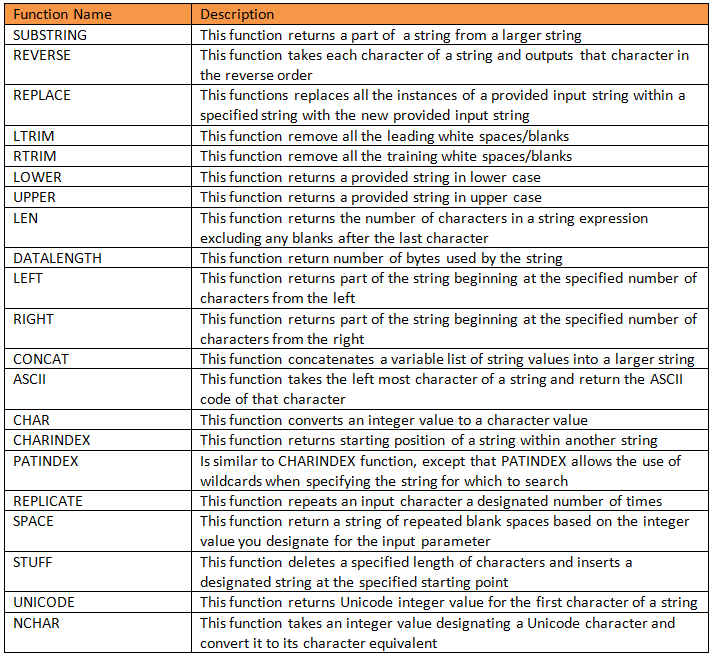 Function Name Description
SUBSTRING This function returns a part of a string from a larger string
REVERSE This function takes each character of a string and outputs that character in
the reverse order
REPLACE This functions replaces all the instances of a provided input string within a
specified string with the new provided input string
LTRIM This function remove all the leading white spaces/blanks
RTRIM This function remove all the training white spaces/blanks
LOWER This function returns a provided string in lower case
UPPER This function returns a provided string in upper case
LEN This function returns the number of characters in a string expression
excluding any blanks after the last character
DATALENGTH This function return number of bytes used by the string
LEFT This function returns part of the string beginning at the specified number of
characters from the left
RIGHT This function returns part of the string beginning at the specified number of
characters from the right
CONCAT This function concatenates a variable list of string values into a larger string
ASCII This function takes the left most character of a string and return the ASCII
code of that character
CHAR This function converts an integer value to a character value
CHARINDEX This function returns starting position of a string within another string
PATINDEX Is similar to CHARINDEX function, except that PATINDEX allows the use of
wildcards when specifying the string for which to search
REPLICATE This function repeats an input character a designated number of times
SPACE This function return a string of repeated blank spaces based on the integer
value you designate for the input parameter
STUFF This function deletes a specified length of characters and inserts a
designated string at the specified starting point
UNICODE This function returns Unicode integer value for the first character of a string
NCHAR This function takes an integer value designating a Unicode character and
convert it to its character equivalent